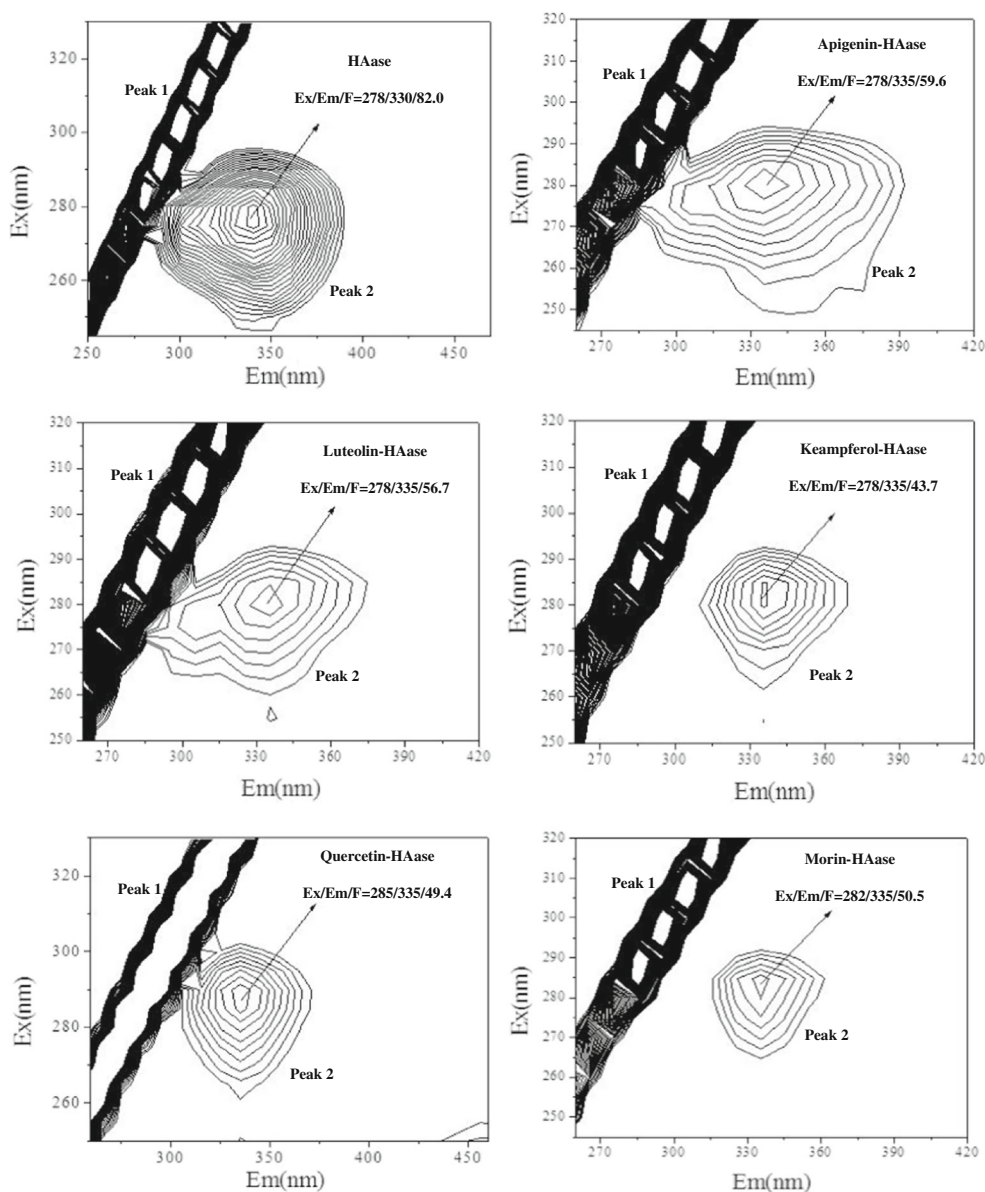 HAase
Peak 1
Ex/Em/F=278/330/82.0
Peak 2
Ex(nm)
320
300
280
260
250
300
350
400
450
Em(nm)
Apigenin-HAase
Peak 1
Ex/Em/F=278/335/59.6
Peak 2
Ex(nm)
320
310
300
290
280
270
260
250
270
300
330
360
390
420
Em(nm)
Luteolin-HAase
Peak 1
Ex/Em/F=278/335/56.7
Peak 2
Ex(nm)
320
310
300
290
280
270
260
250
270
300
330
360
390
420
Em(nm)
Keampferol-HAase
Peak 1
Ex/Em/F=278/335/43.7
Peak 2
Ex(nm)
320
310
300
290
280
270
260
250
270
300
330
360
390
420
Em(nm)
Quercetin-HAase
Peak 1
Ex/Em/F=285/335/49.4
Peak 2
Ex(nm)
320
300
280
260
300
350
400
450
Em(nm)
Morin-HAase
Peak 1
Ex/Em/F=282/335/50.5
Peak 2
Ex(nm)
320
310
300
290
280
270
260
250
270
300
330
360
390
420
Em(nm)